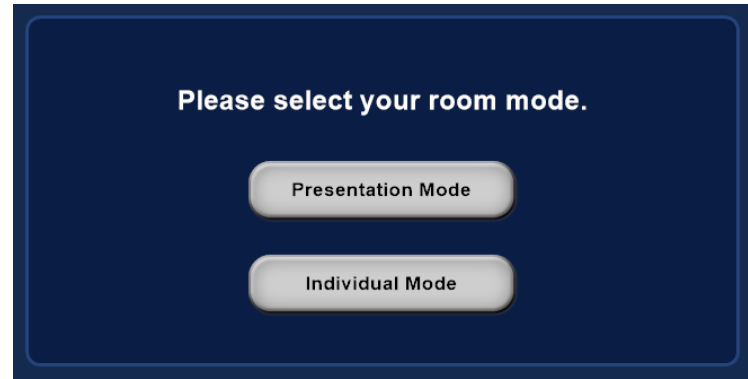 Please select your room mode.
Presentation Mode
Individual Mode